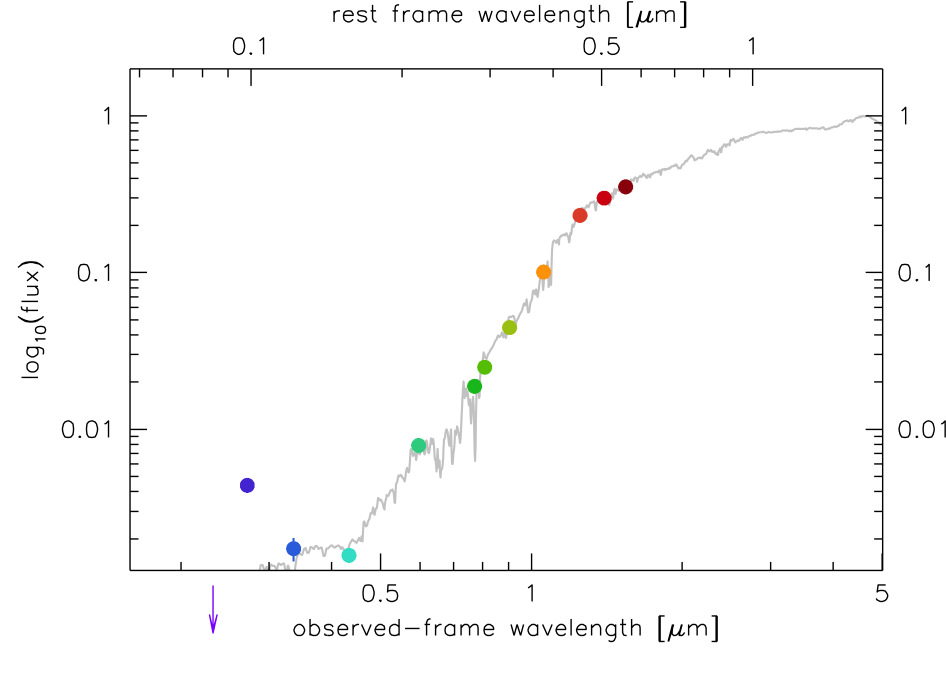 rest frame wavelength [μm]
0.1 0.5 1
1 1
0.1 0.1
0.01 0.01
log10(flux)
0.5 1 5
observed-frame wavelength [μm]